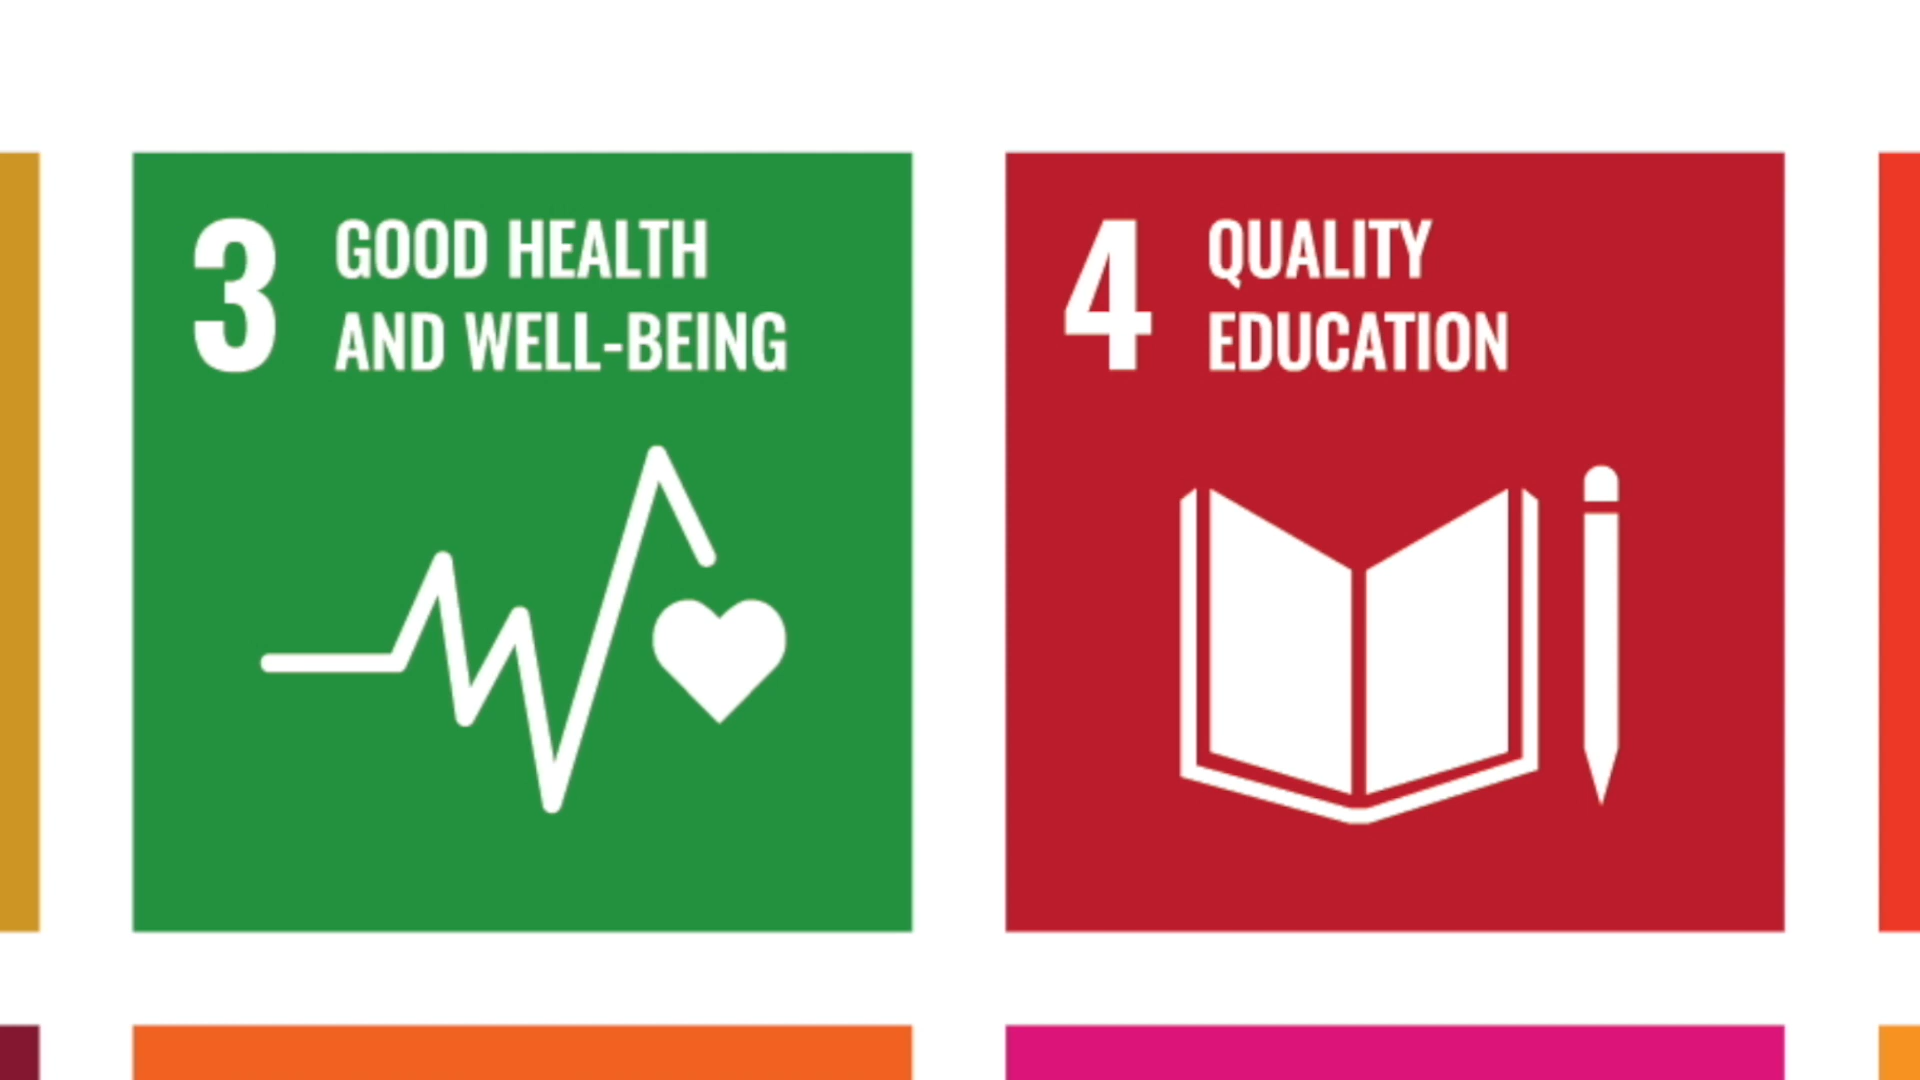 3
GOOD HEALTH
AND WELL-BEING
4
QUALITY
EDUCATION